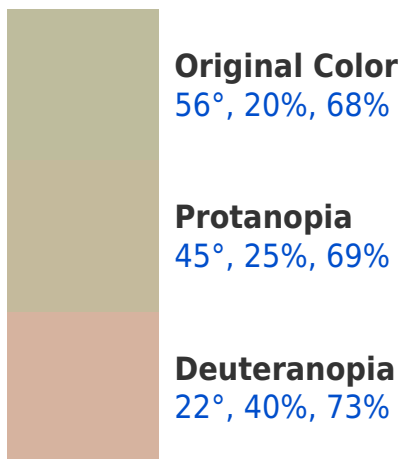 Original Color
56°, 20%, 68%
Protanopia
45°, 25%, 69%
Deuteranopia
22°, 40%, 73%